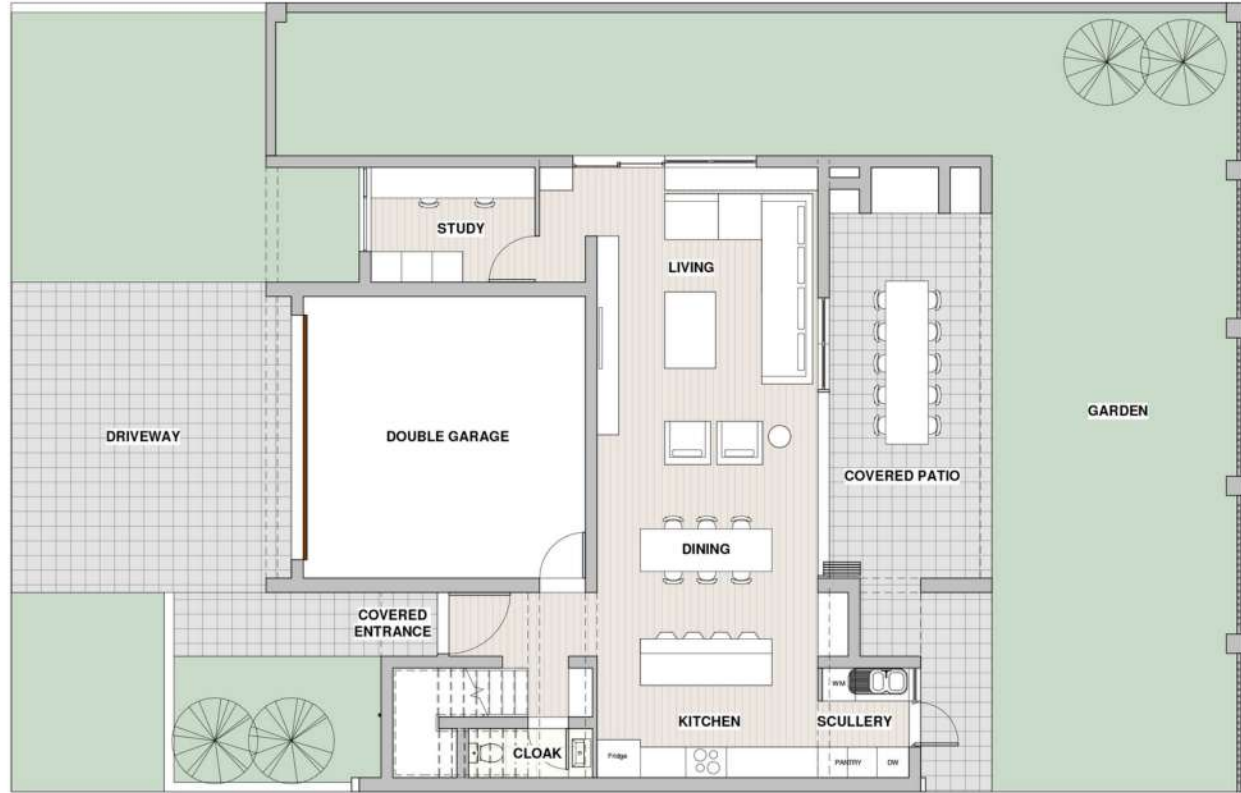 STUDY
LIVING
DRIVEWAY
DOUBLE GARAGE
GARDEN
COVERED PATIO
DINING
COVERED
ENTRANCE
WM
KITCHEN
SCULLERY
CLOAK
Fridge
PANTRY
DW